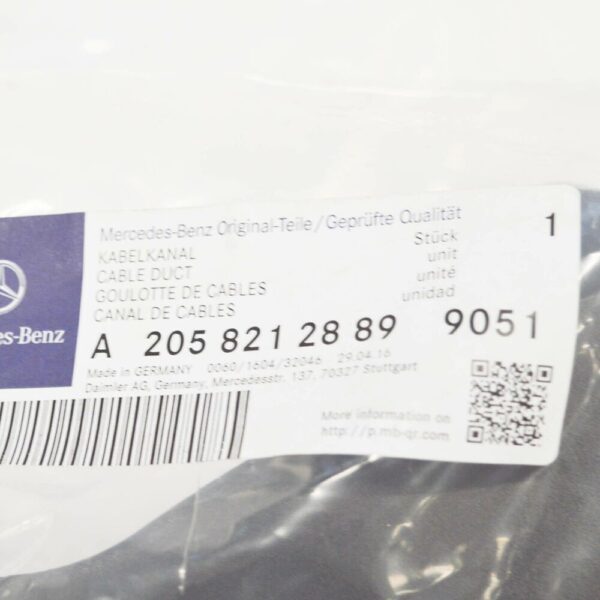 Mercedes-Benz Original-Teile/Geprüfte Qualität
KABELKANAL Stück 1
CABLE DUCT unit
GOULOTTE DE CABLES unité
CANAL DE CABLES unidad
des-Benz
A 205 821 28 89 9051
Made in GERMANY 0060/1604/32046 29.04.16
Daimler AG, Germany, Mercedesstr. 137, 70327 Stuttgart
More information on
http://p.mb-qr.com